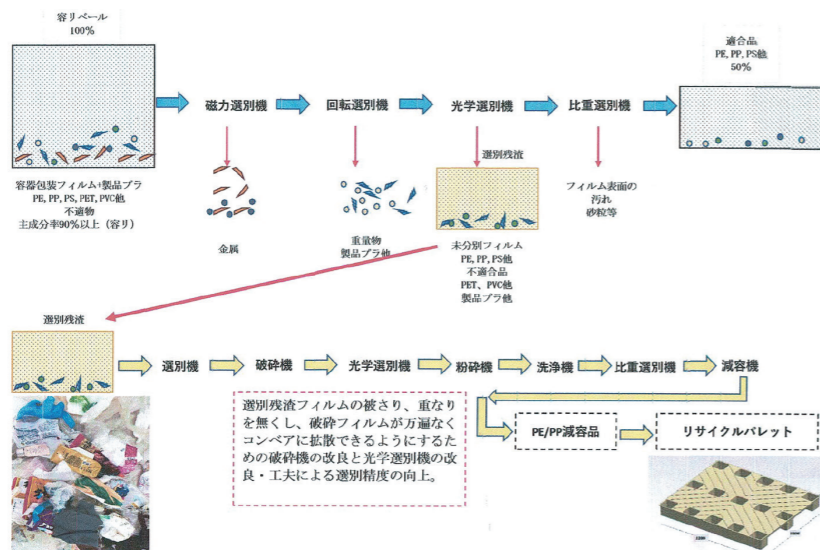 容リベール
100%
適合品
PE, PP, PS他
50%
磁力選別機
回転選別機
光学選別機
比重選別機
選別残渣
容器包装フィルム+製品プラ
PE, PP, PS, PET, PVC他
不適物
主成分率90%以上（容リ）
金属
重量物
製品プラ他
未分別フィルム
PE, PP, PS他
不適合品
PET、PVC他
製品プラ他
フィルム表面の
汚れ
砂粒等
選別残渣
選別機
破砕機
光学選別機
粉砕機
洗浄機
比重選別機
減容機
選別残渣フィルムの被さり、重なり
を無くし、破砕フィルムが万遍なく
コンベアに拡散できるようにするた
めの破砕機の改良と光学選別機の改
良・工夫による選別精度の向上。
PE/PP減容品
リサイクルパレット